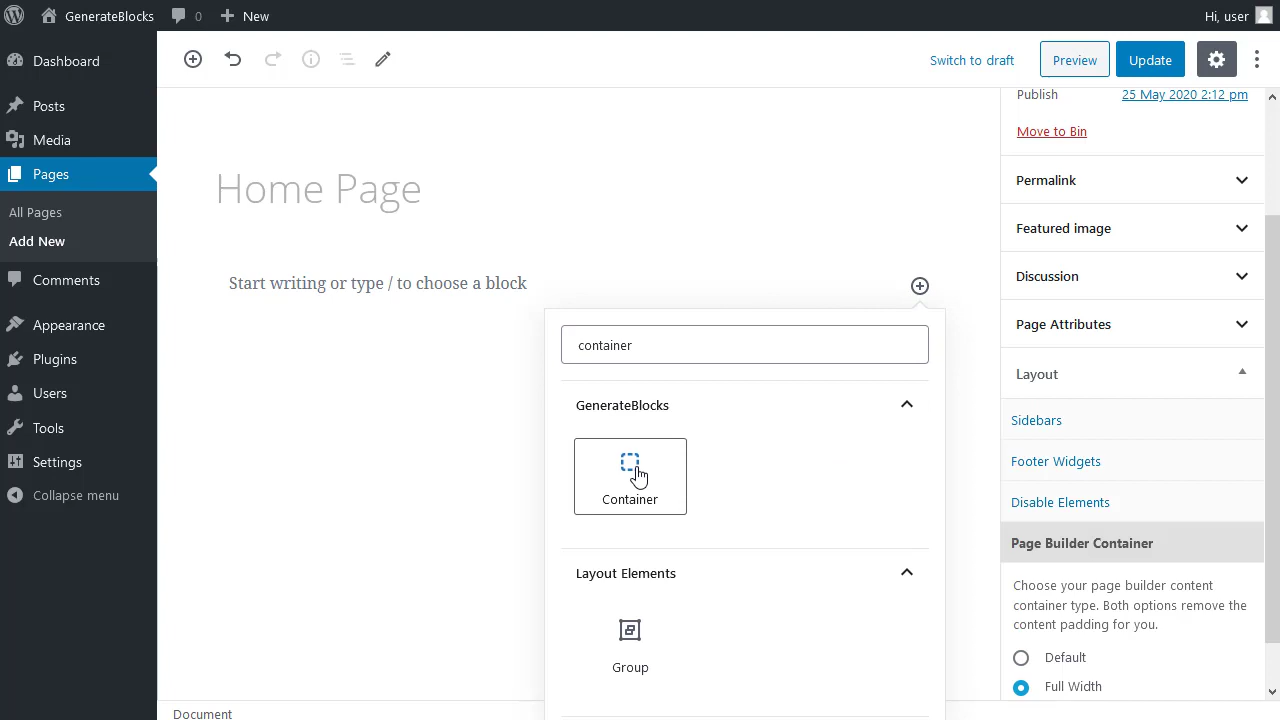 GenerateBlocks 0 New Hi, user
Dashboard
Posts
Media
Pages
All Pages
Add New
Comments
Appearance
Plugins
Users
Tools
Settings
Collapse menu
Switch to draft Preview Update
Home Page
Start writing or type / to choose a block
container
GenerateBlocks
Container
Layout Elements
Group
Document
Publish 25 May 2020 2:12 pm
Move to Bin
Permalink
Featured image
Discussion
Page Attributes
Layout
Sidebars
Footer Widgets
Disable Elements
Page Builder Container
Choose your page builder content
container type. Both options remove the
content padding for you.
Default
Full Width